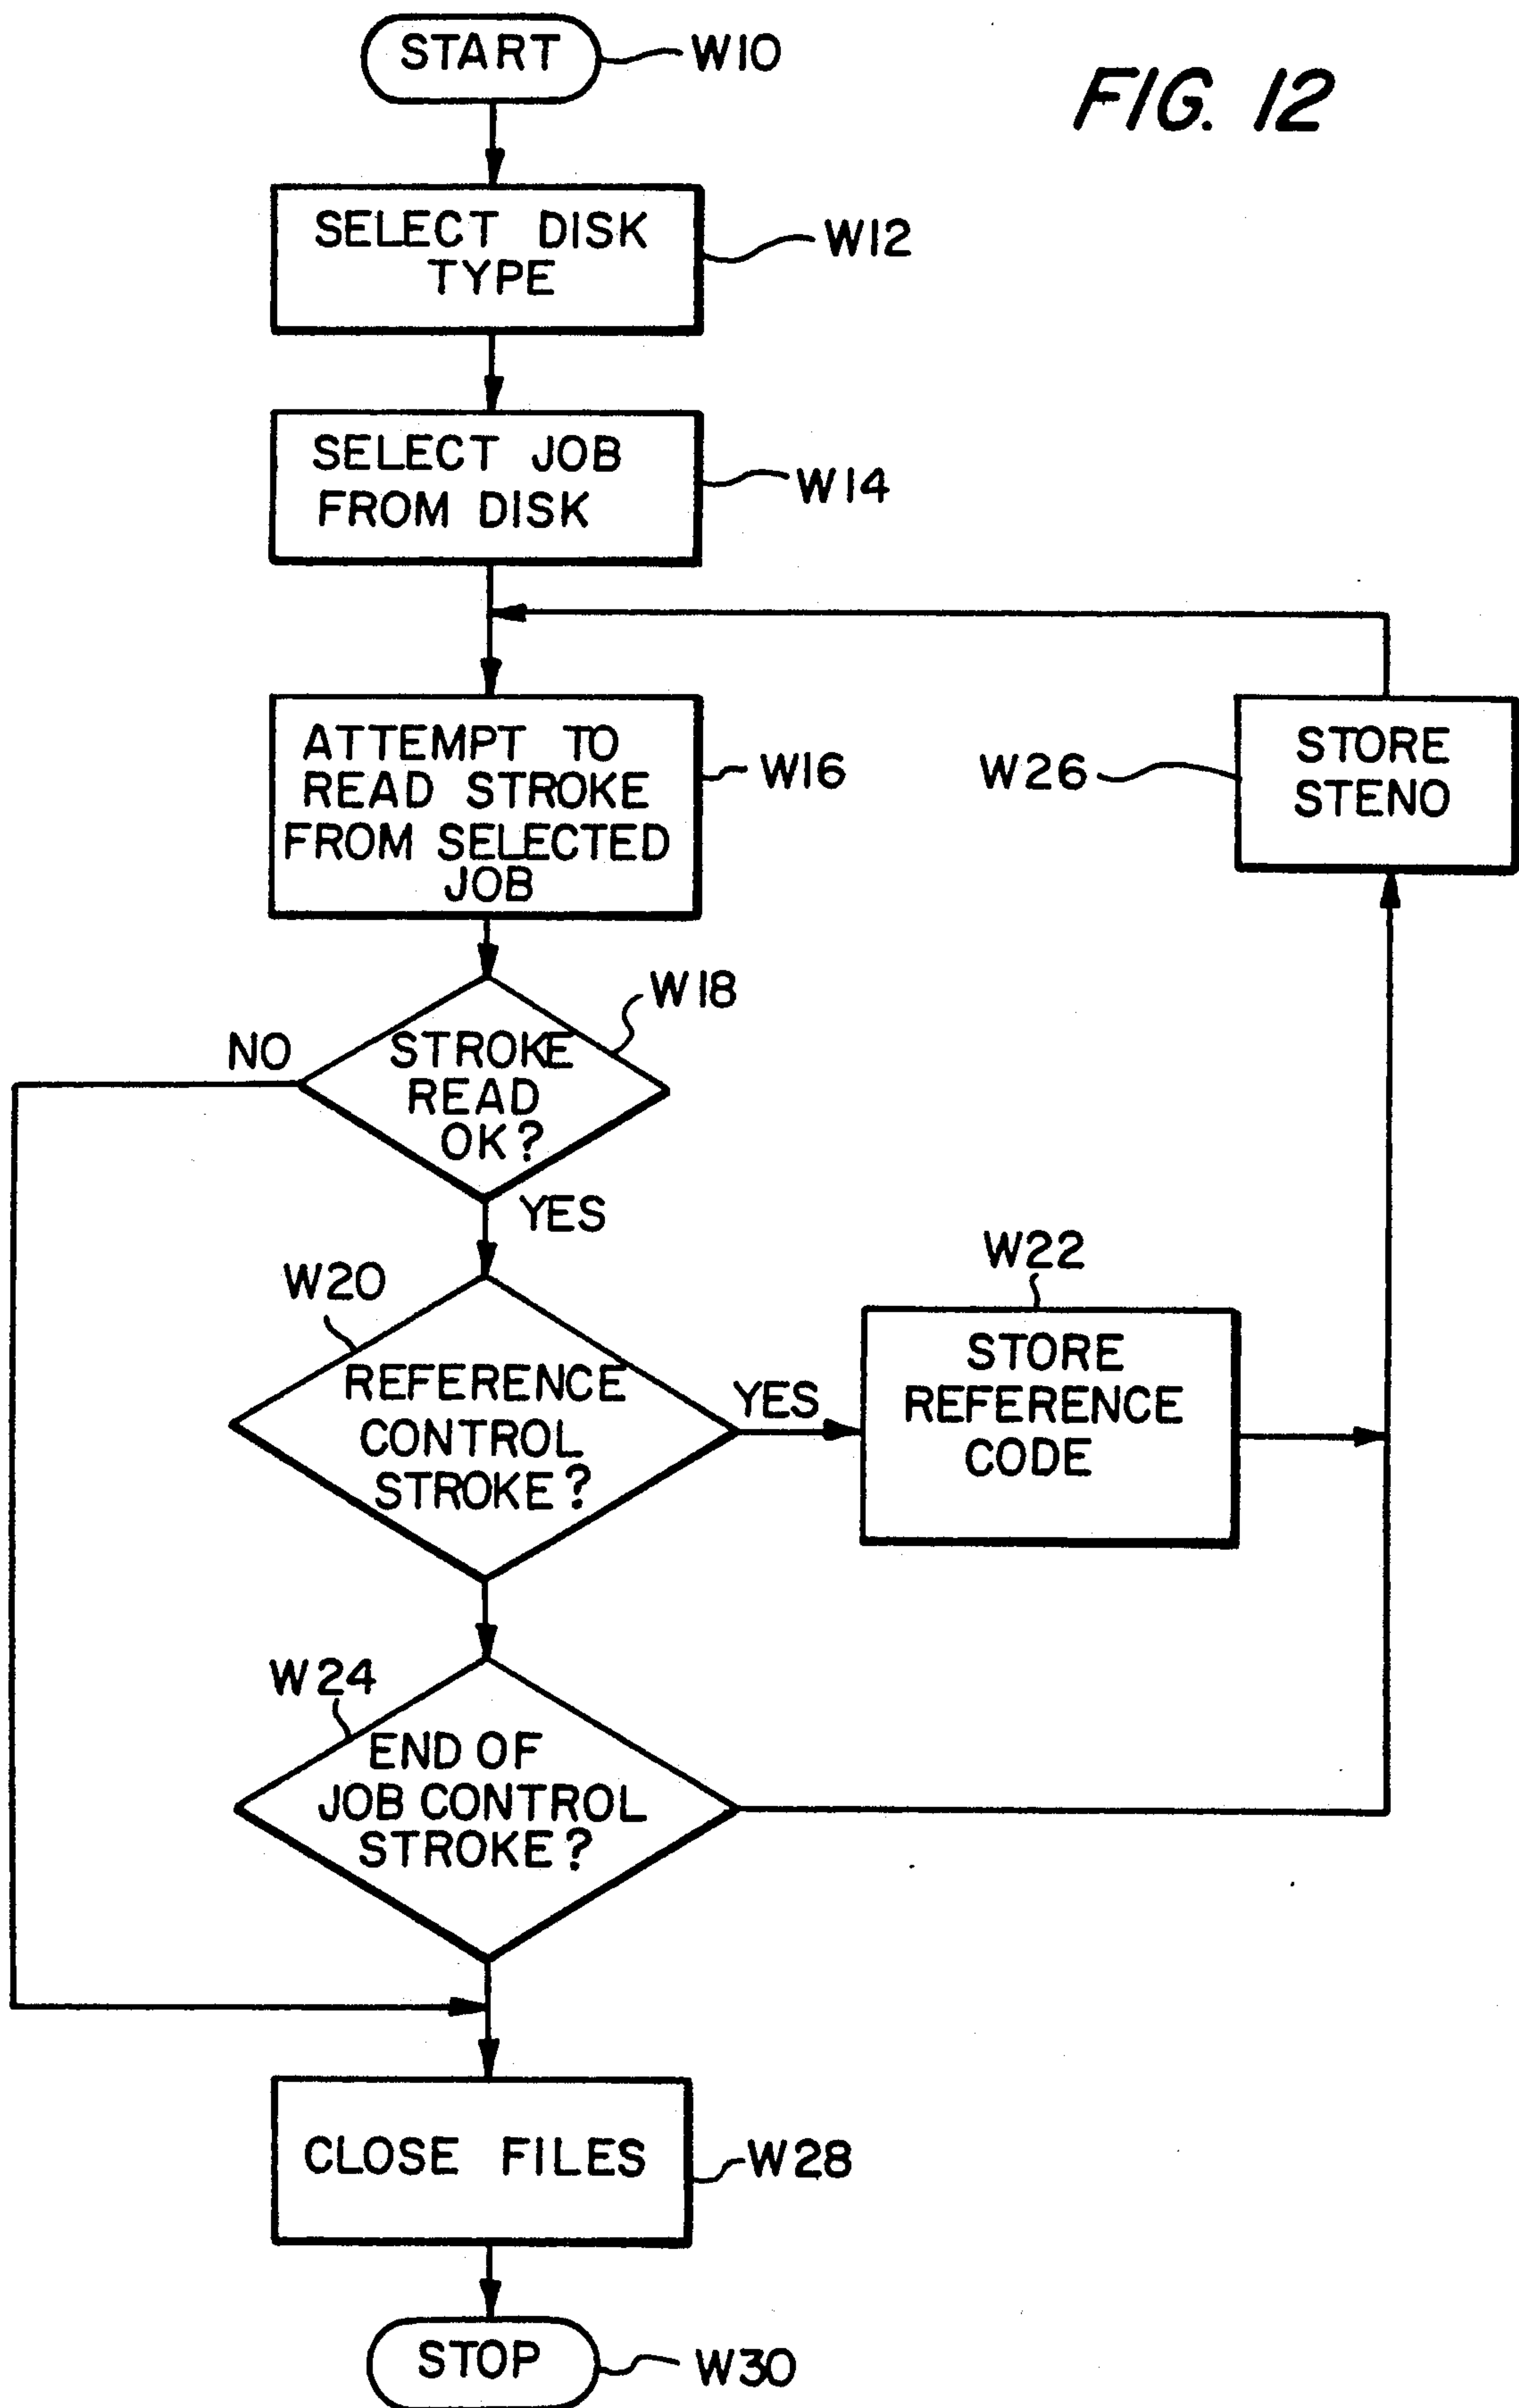 START
W10
FIG. 12
SELECT DISK
TYPE
W12
SELECT JOB
FROM DISK
W14
ATTEMPT TO
READ STROKE
FROM SELECTED
JOB
W16
W26
STORE
STENO
W18
NO
STROKE
READ
OK?
YES
W20
REFERENCE
CONTROL
STROKE?
YES
W22
STORE
REFERENCE
CODE
W24
END OF
JOB CONTROL
STROKE?
CLOSE FILES
W28
STOP
W30